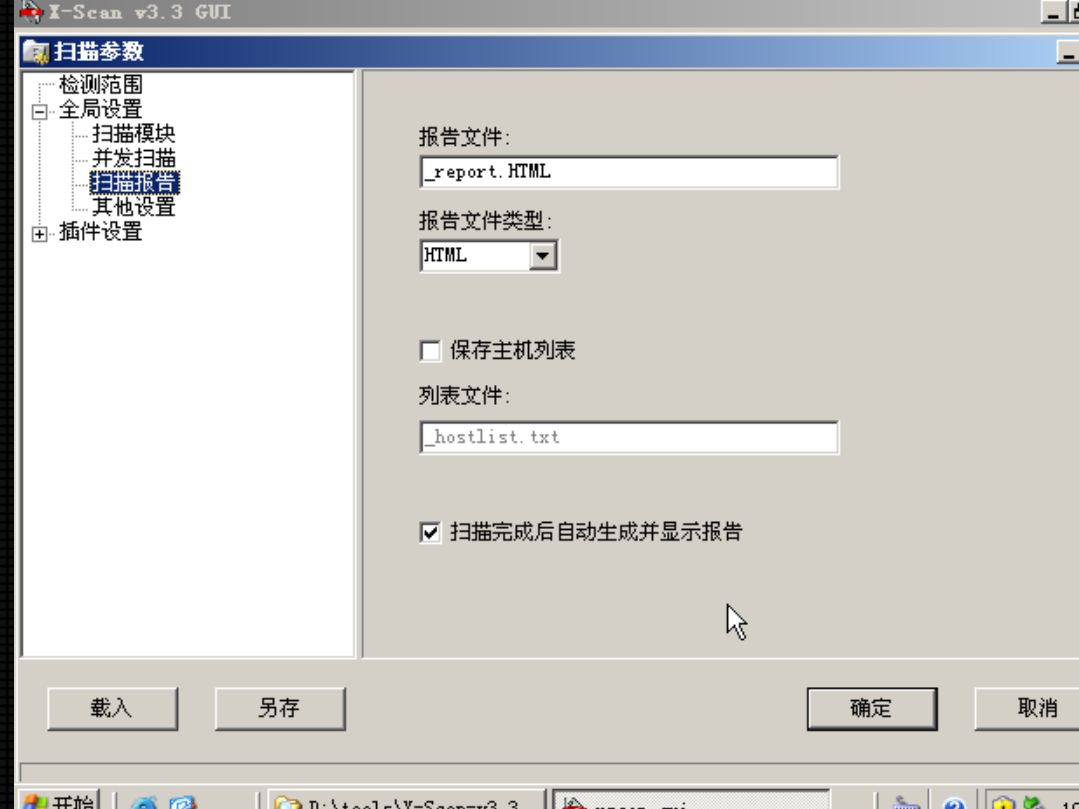 X-Scan v3.3 GUI
扫描参数
检测范围
全局设置
扫描模块
并发扫描
扫描报告
其他设置
插件设置
报告文件:
_report.HTML
报告文件类型:
HTML
保存主机列表
列表文件:
_hostlist.txt
扫描完成后自动生成并显示报告
载入
另存
确定
取消
开始
D:\tools\X-Scan-v3.3